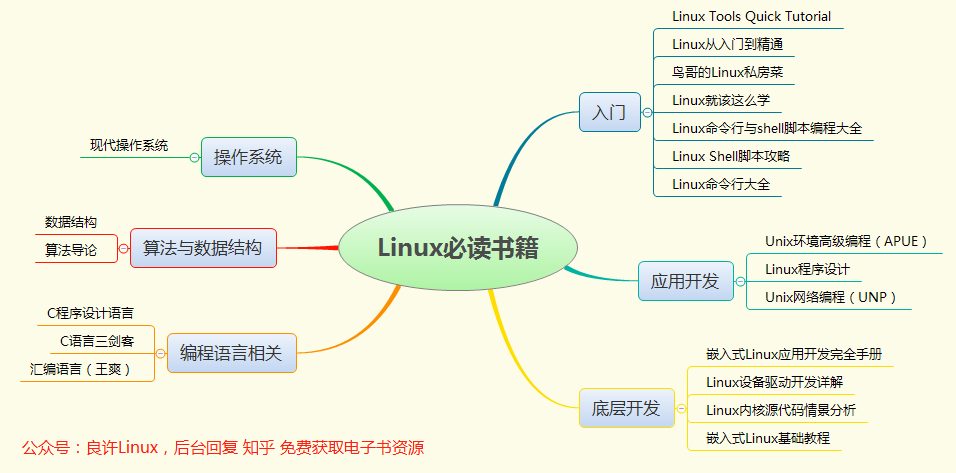 Linux必读书籍
入门
Linux Tools Quick Tutorial
Linux从入门到精通
鸟哥的Linux私房菜
Linux就该这么学
Linux命令行与shell脚本编程大全
Linux Shell脚本攻略
Linux命令行大全
应用开发
Unix环境高级编程（APUE）
Linux程序设计
Unix网络编程（UNP）
底层开发
嵌入式Linux应用开发完全手册
Linux设备驱动开发详解
Linux内核源代码情景分析
嵌入式Linux基础教程
操作系统
现代操作系统
算法与数据结构
数据结构
算法导论
编程语言相关
C程序设计语言
C语言三剑客
汇编语言（王爽）
公众号：良许Linux，后台回复 知乎 免费获取电子书资源